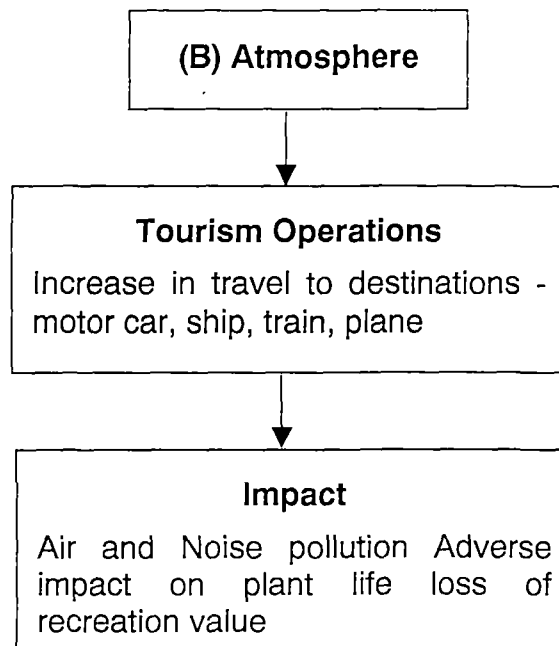 (B) Atmosphere
Tourism Operations
Increase in travel to destinations -
motor car, ship, train, plane
Impact
Air and Noise pollution Adverse
impact on plant life loss of
recreation value